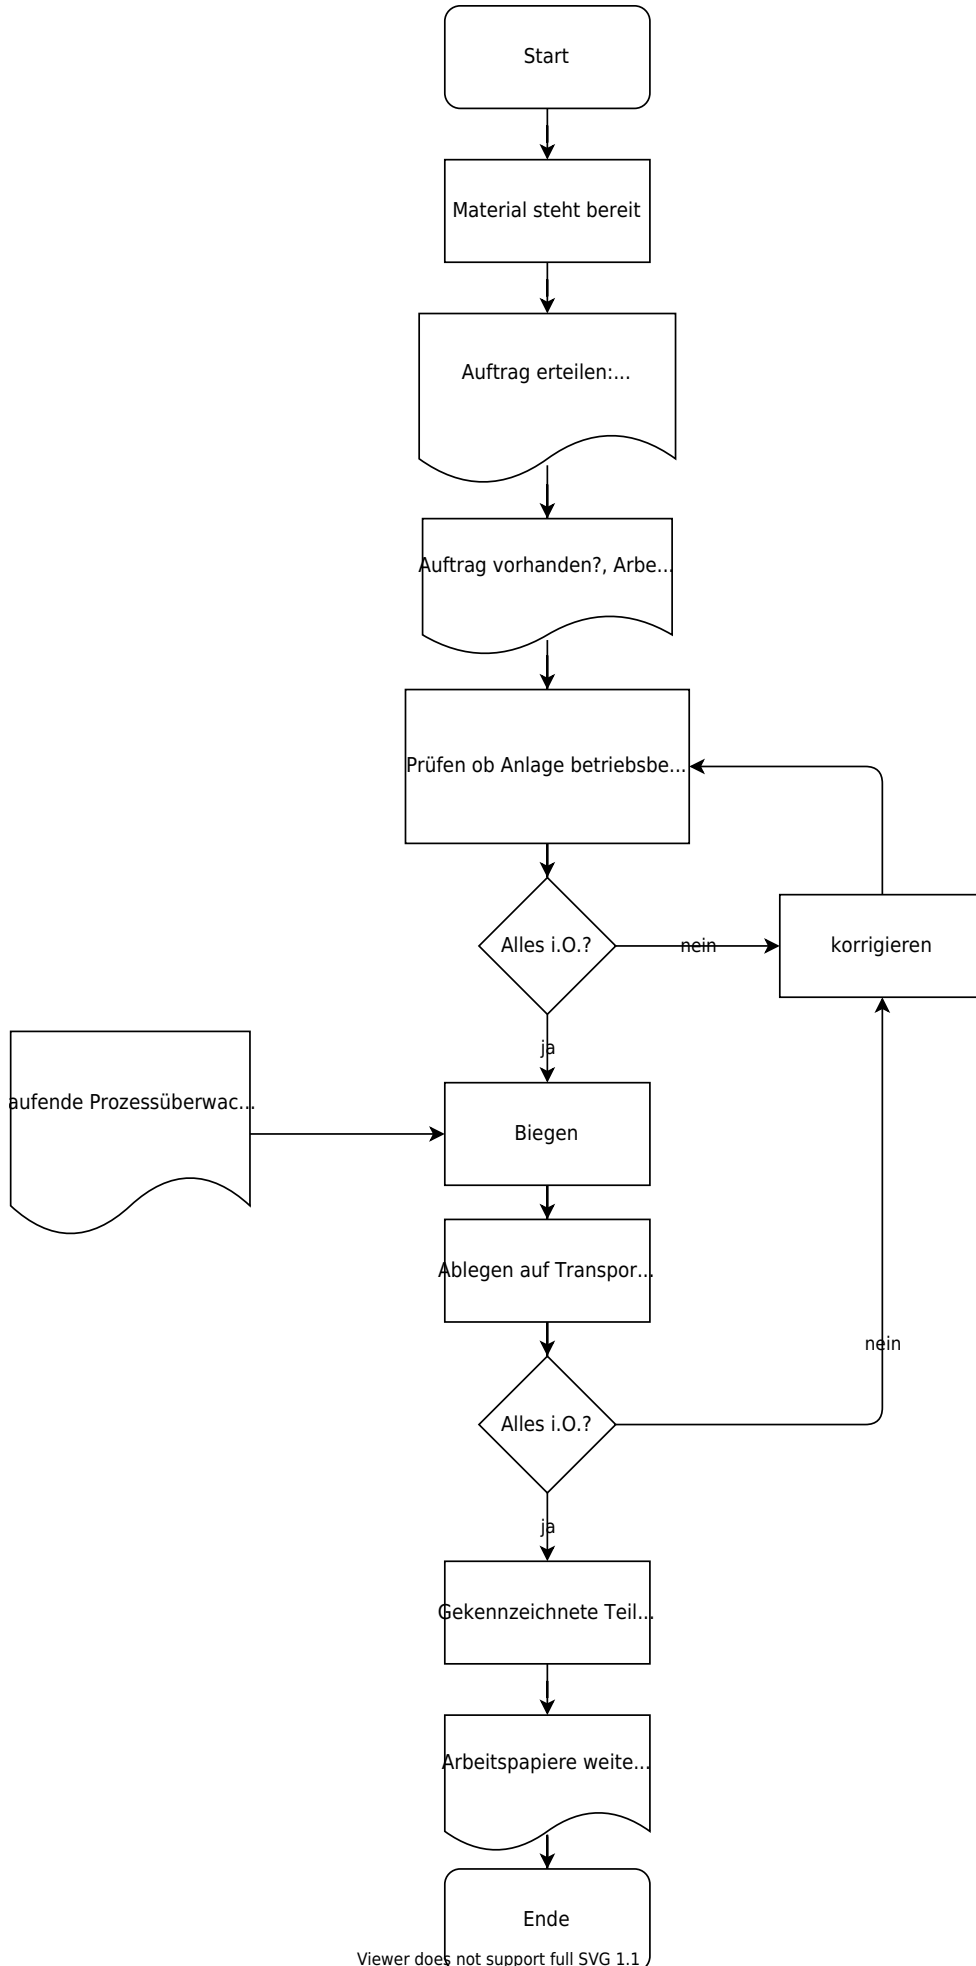 Start
Material steht bereit
Auftrag erteilen:...
Auftrag vorhanden?, Arbe...
Prüfen ob Anlage betriebsbe...
Alles i.O.?
nein
korrigieren
ja
aufende Prozessüberwac...
Biegen
Ablegen auf Transpor...
nein
Alles i.O.?
ja
Gekennzeichnete Teil...
Arbeitspapiere weite...
Ende
Viewer does not support full SVG 1.1